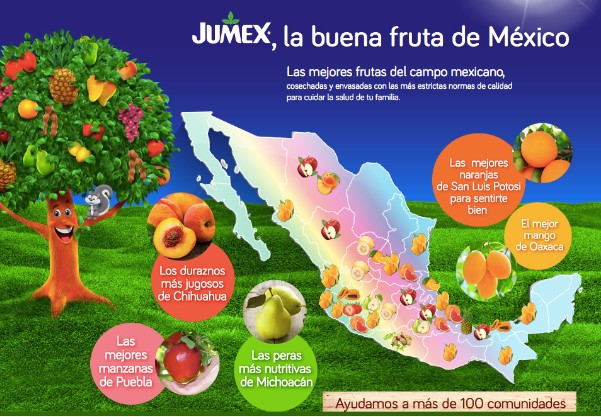 JUMEX, la buena fruta de México
Las mejores frutas del campo mexicano,
cosechadas y envasadas con las más estrictas normas de calidad
para cuidar la salud de tu familia.
Las mejores
naranjas
de San Luis Potosí
para sentirte
bien
El mejor
mango
de Oaxaca
Los duraznos
más jugosos
de Chihuahua
Las
mejores
manzanas
de Puebla
Las peras
más nutritivas
de Michoacán
Ayudamos a más de 100 comunidades